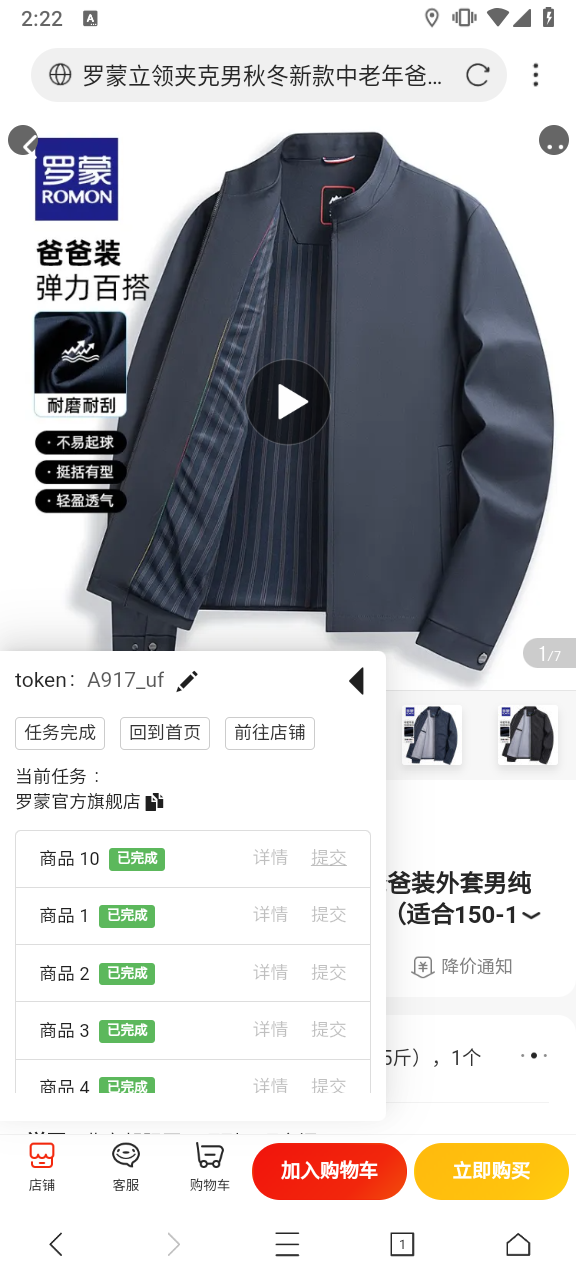 2:22
A
罗蒙立领夹克男秋冬新款中老年爸...
罗蒙
ROMON
爸爸装
弹力百搭
耐磨耐刮
· 不易起球
· 挺括有型
· 轻盈透气
1/7
token： A917_uf
任务完成 回到首页 前往店铺
当前任务：
罗蒙官方旗舰店
商品 10 已完成 详情 提交
商品 1 已完成 详情 提交
商品 2 已完成 详情 提交
商品 3 已完成 详情 提交
商品 4 已完成 详情 提交
爸装外套男纯
（适合150-1
降价通知
5斤），1个
店铺 客服 购物车 加入购物车 立即购买
1